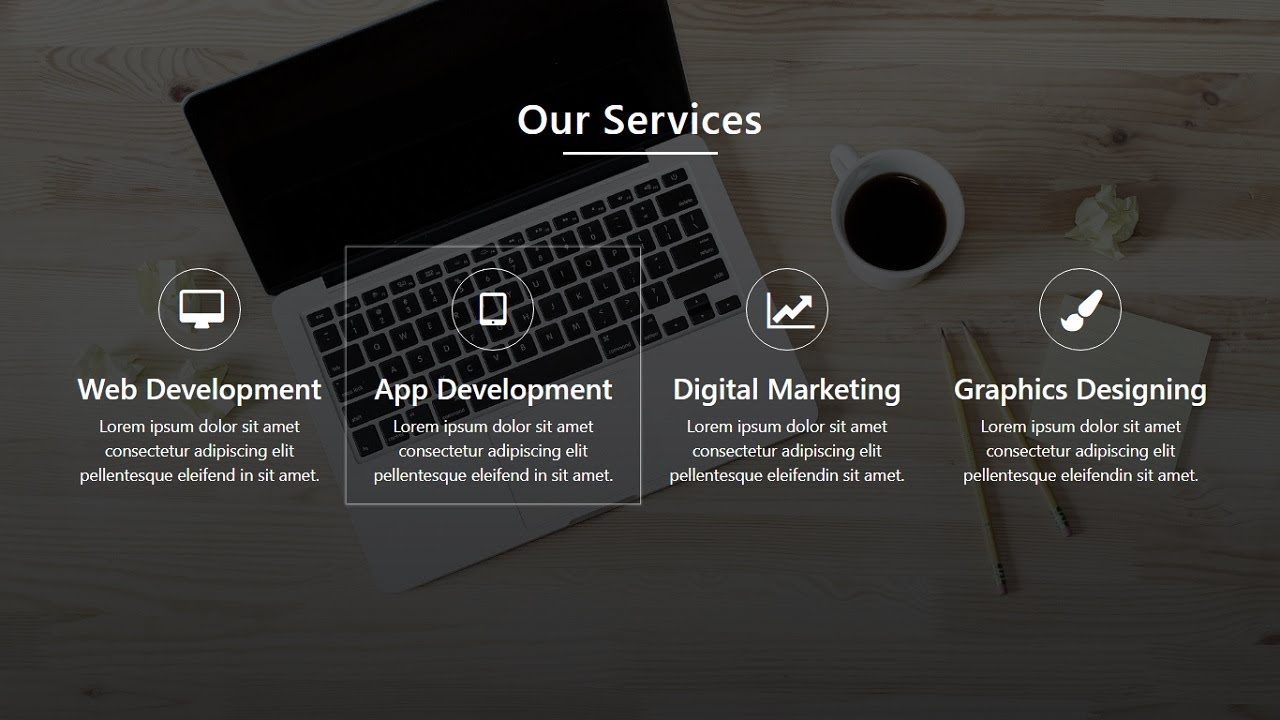 Our Services
Web Development
Lorem ipsum dolor sit amet
consectetur adipiscing elit
pellentesque eleifend in sit amet.
App Development
Lorem ipsum dolor sit amet
consectetur adipiscing elit
pellentesque eleifend in sit amet.
Digital Marketing
Lorem ipsum dolor sit amet
consectetur adipiscing elit
pellentesque eleifendin sit amet.
Graphics Designing
Lorem ipsum dolor sit amet
consectetur adipiscing elit
pellentesque eleifendin sit amet.